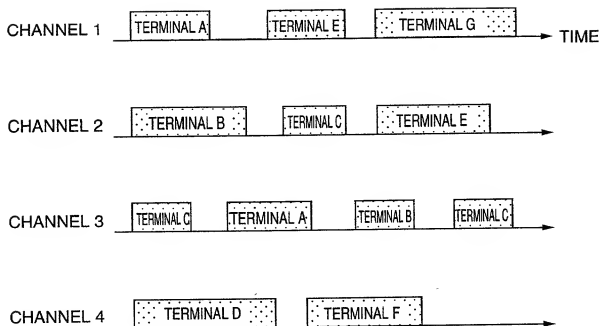 CHANNEL 1 TERMINAL A TERMINAL E TERMINAL G TIME
CHANNEL 2 TERMINAL B TERMINAL C TERMINAL E
CHANNEL 3 TERMINAL C TERMINAL A TERMINAL B TERMINAL C
CHANNEL 4 TERMINAL D TERMINAL F